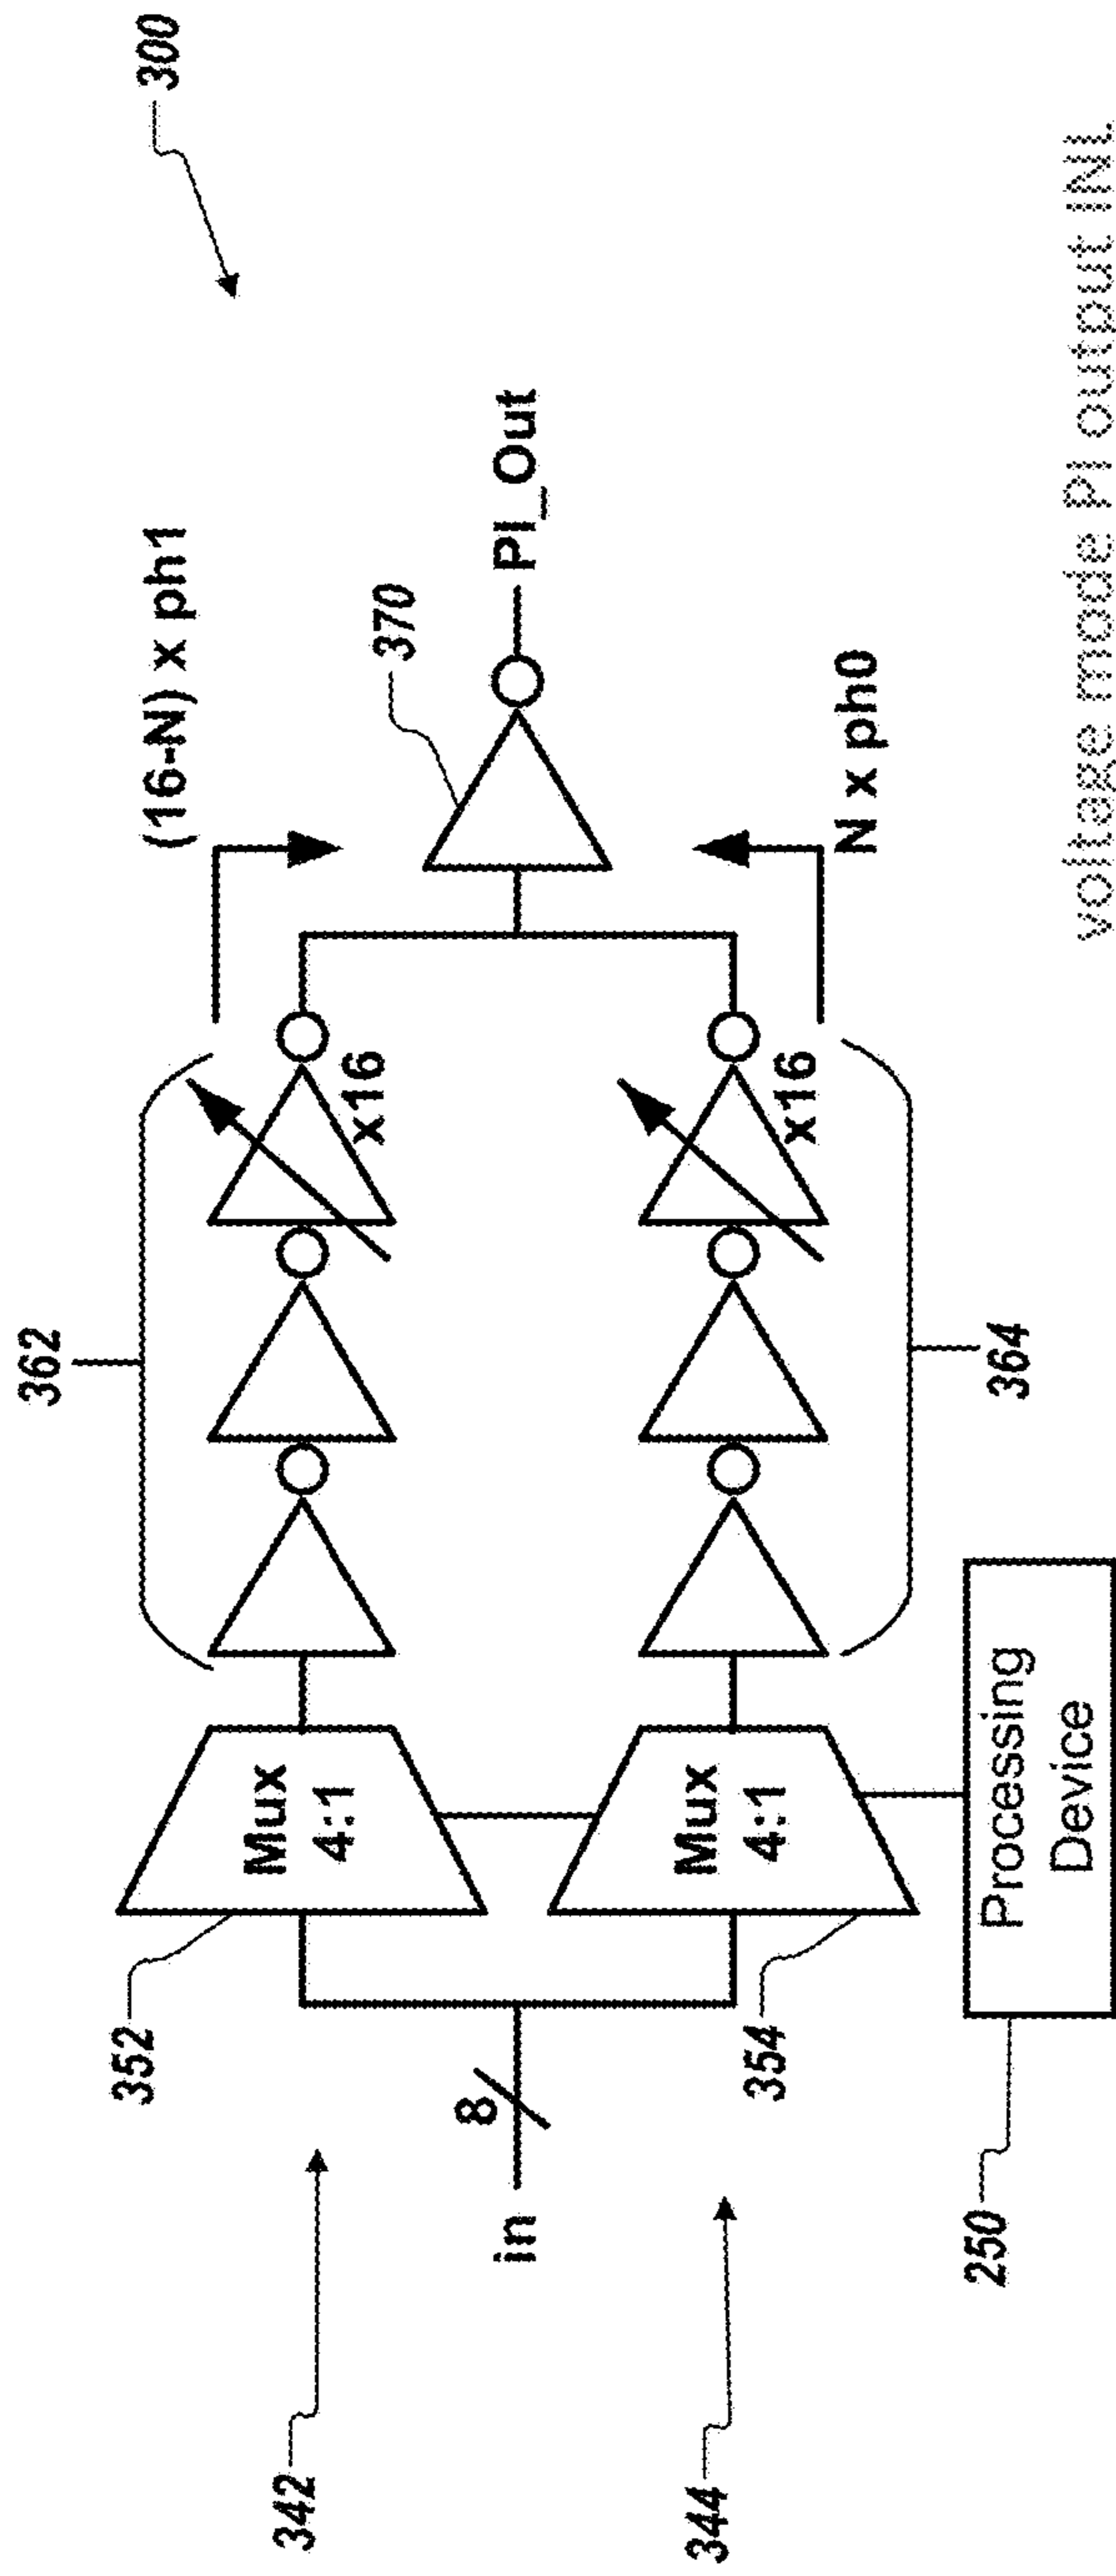 300
(16-N) x ph1
362
370
x16
PI_Out
352
Mux
4:1
342
8
in
N x ph0
x16
354
Mux
4:1
344
364
Processing
Device
250
voltage mode PI output INL